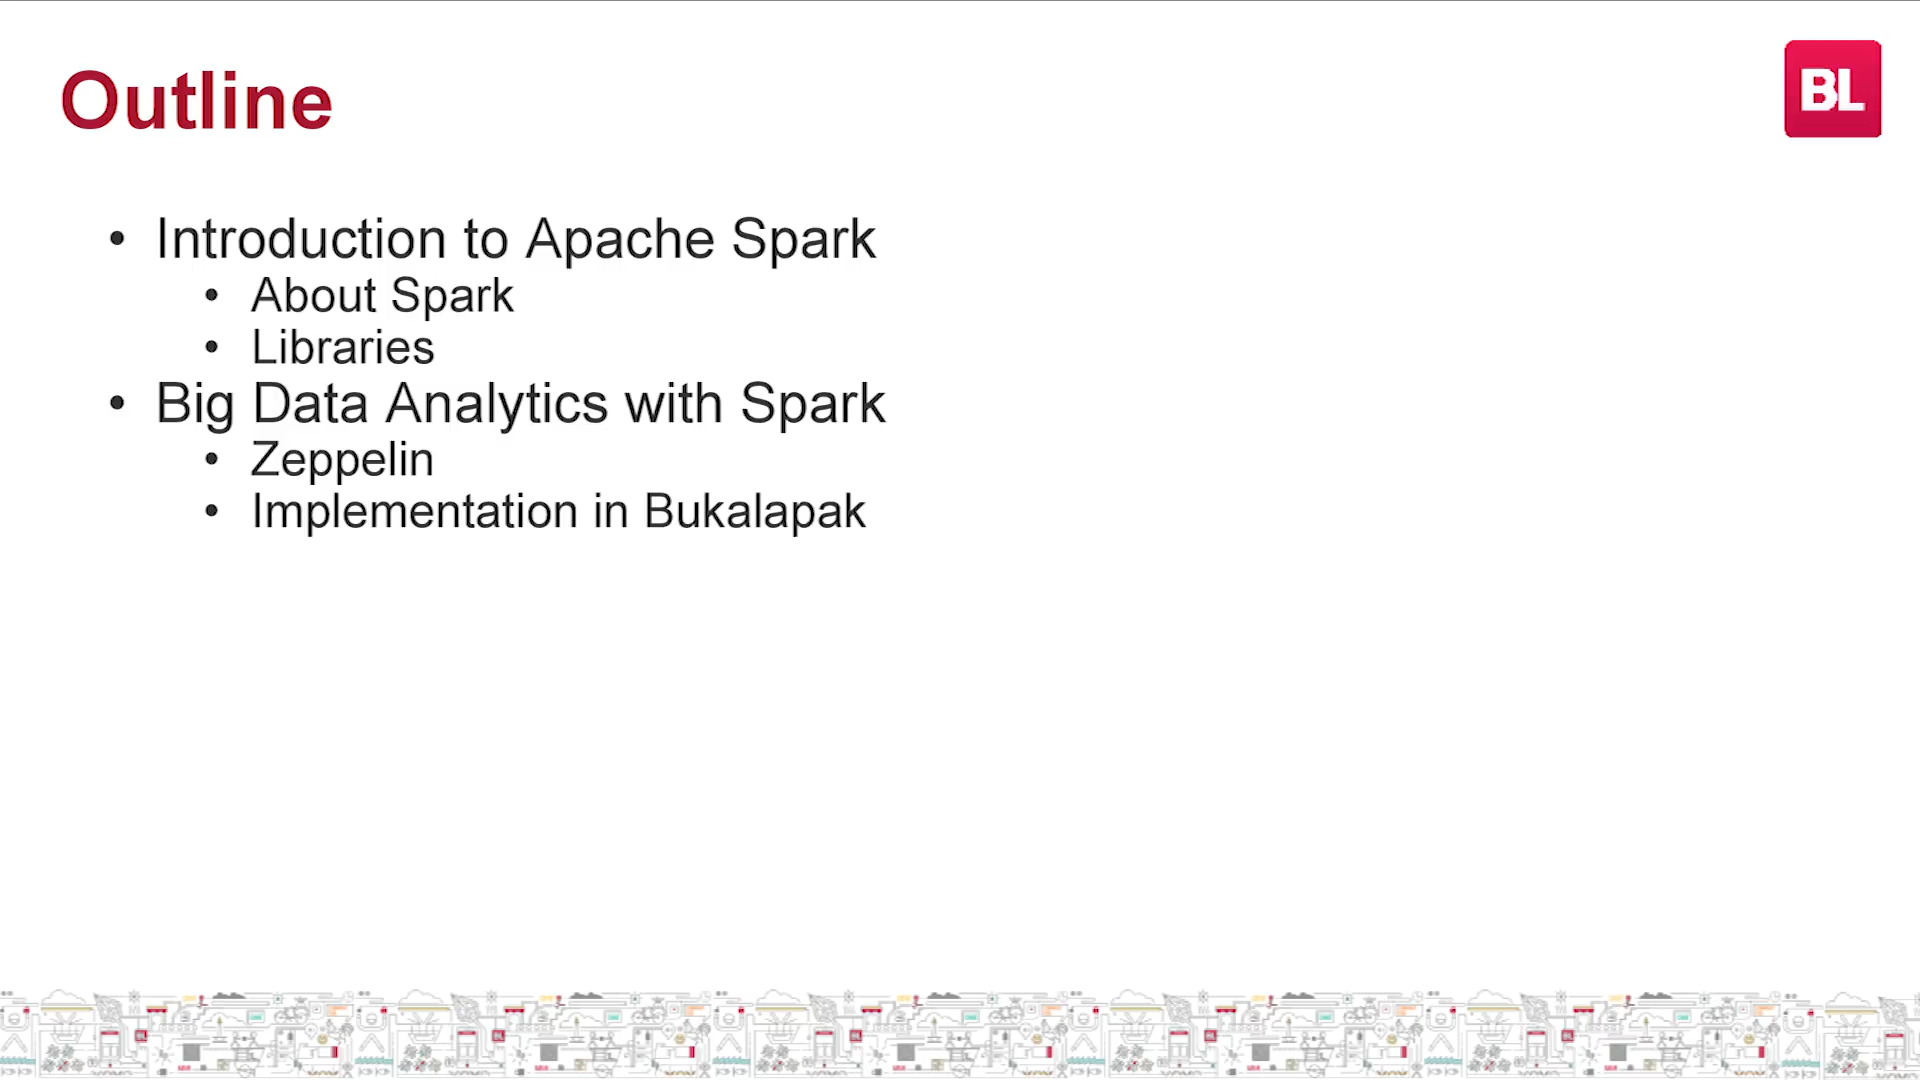 Outline
BL
• Introduction to Apache Spark
• About Spark
• Libraries
• Big Data Analytics with Spark
• Zeppelin
• Implementation in Bukalapak